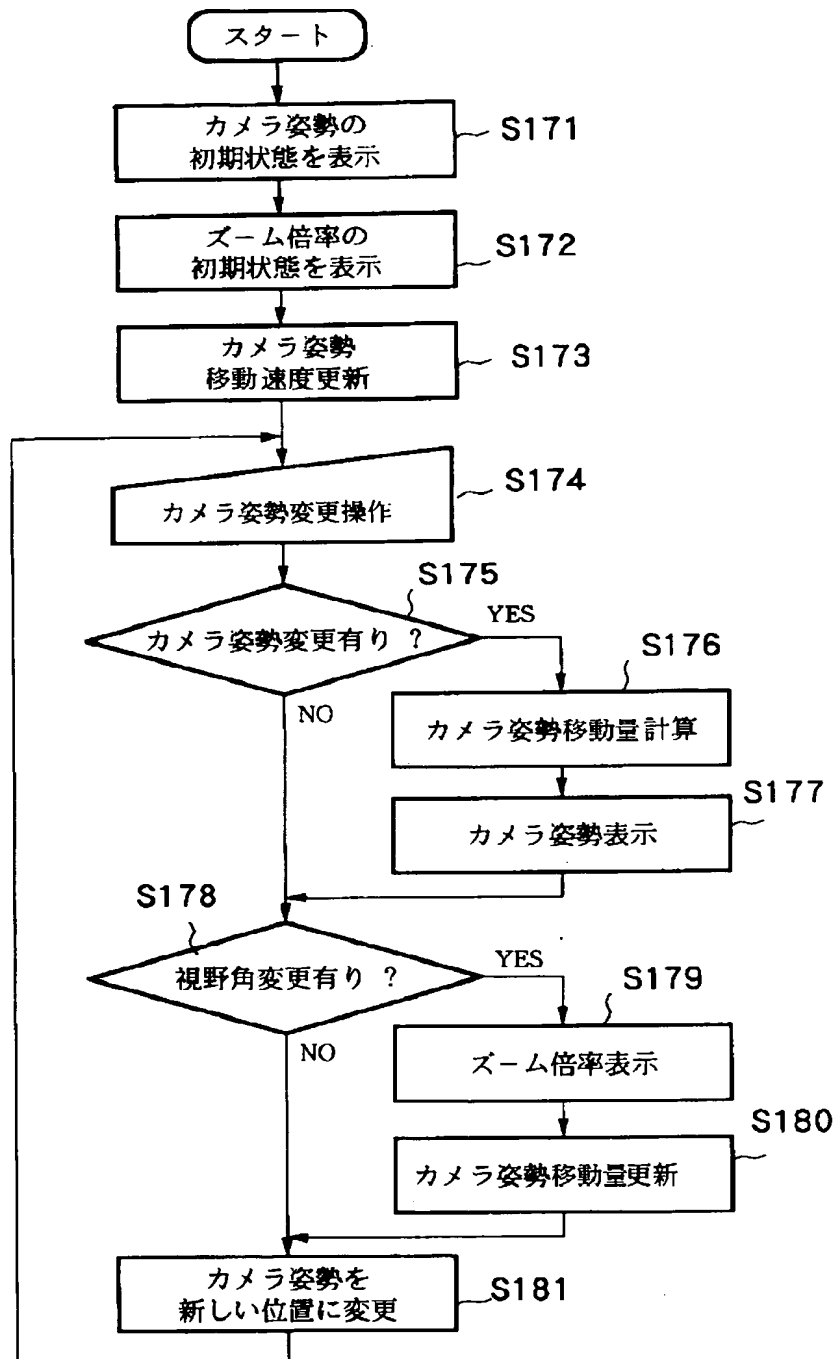 スタート
カメラ姿勢の
初期状態を表示
S171
ズーム倍率の
初期状態を表示
S172
カメラ姿勢
移動速度更新
S173
カメラ姿勢変更操作
S174
S175
カメラ姿勢変更有り ?
YES
NO
S176
カメラ姿勢移動量計算
S177
カメラ姿勢表示
S178
視野角変更有り ?
YES
NO
S179
ズーム倍率表示
S180
カメラ姿勢移動量更新
カメラ姿勢を
新しい位置に変更
S181